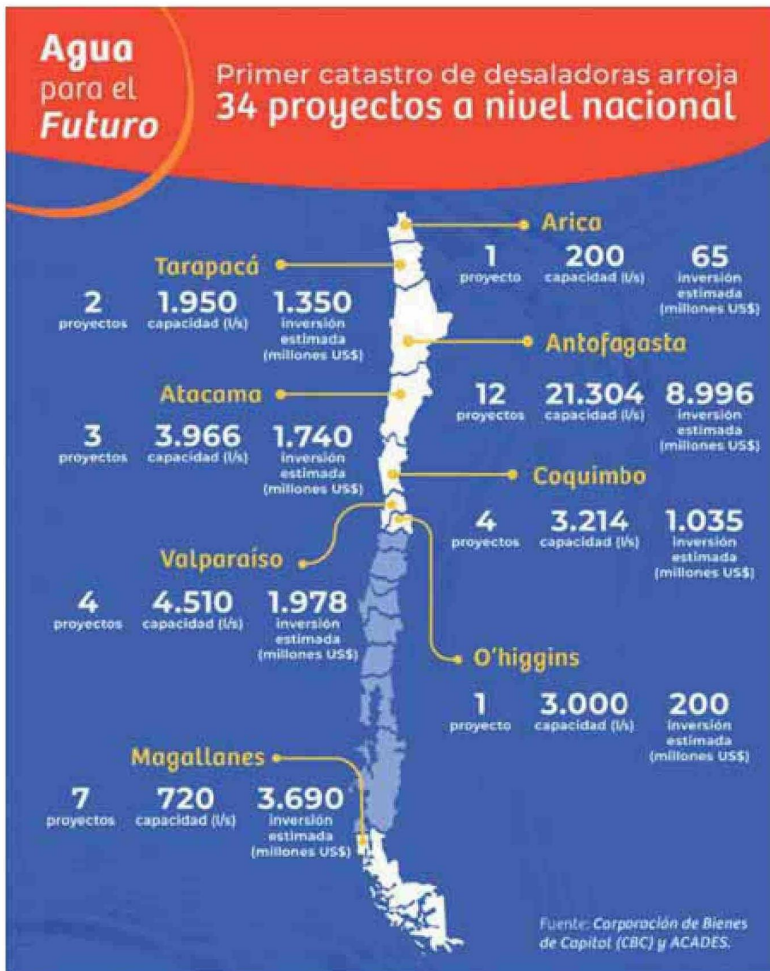 Agua
para el
Futuro
Primer catastro de desaladoras arroja
34 proyectos a nivel nacional
Arica
1 200 65
proyecto capacidad (l/s) inversión
estimada
(millones US$)
Tarapacá
2 1.950 1.350
proyectos capacidad (l/s) inversión
estimada
(millones US$)
Antofagasta
12 21.304 8.996
proyectos capacidad (l/s) inversión
estimada
(millones US$)
Atacama
3 3.966 1.740
proyectos capacidad (l/s) inversión
estimada
(millones US$)
Coquimbo
4 3.214 1.035
proyectos capacidad (l/s) inversión
estimada
(millones US$)
Valparaíso
4 4.510 1.978
proyectos capacidad (l/s) inversión
estimada
(millones US$)
O'higgins
1 3.000 200
proyecto capacidad (l/s) inversión
estimada
(millones US$)
Magallanes
7 720 3.690
proyectos capacidad (l/s) inversión
estimada
(millones US$)
Fuente: Corporación de Bienes
de Capital (CBC) y ACADES.